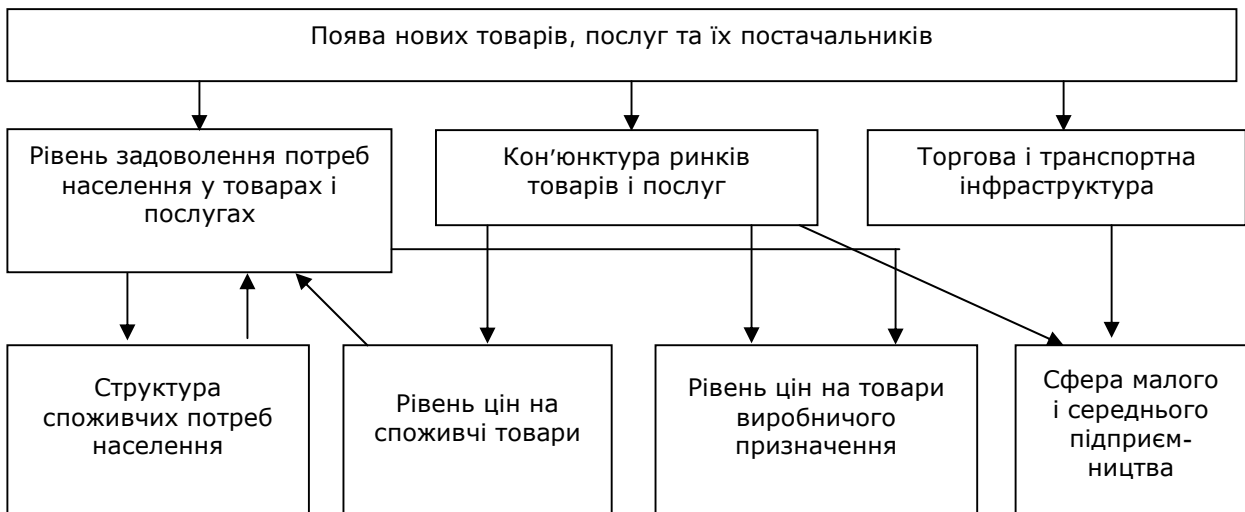 Поява нових товарів, послуг та їх постачальників
Рівень задоволення потреб
населення у товарах і
послугах
Кон’юнктура ринків
товарів і послуг
Торгова і транспортна
інфраструктура
Структура
споживчих потреб
населення
Рівень цін на
споживчі товари
Рівень цін на товари
виробничого
призначення
Сфера малого
і середнього
підприєм-
ництва